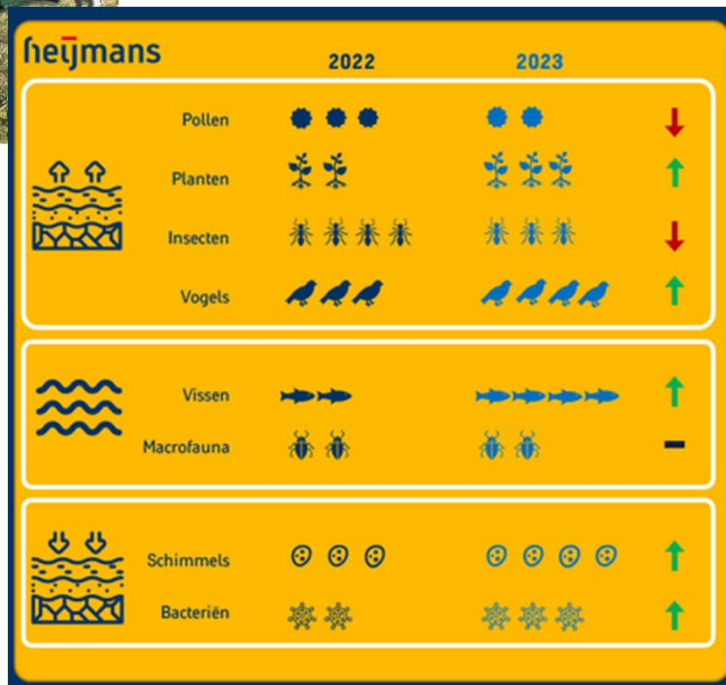 heijmans
2022 2023
Pollen
Planten
Insecten
Vogels
Vissen
Macrofauna
Schimmels
Bacteriën